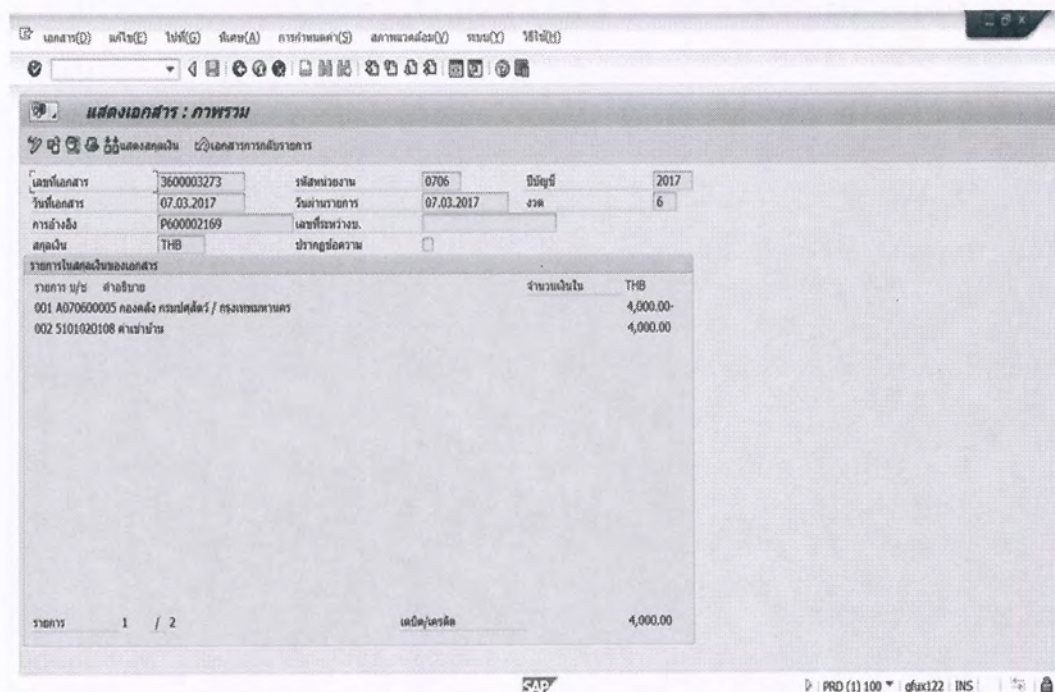 เอกสาร(D) แก้ไข(E) ไปที่(G) พิเศษ(A) การกำหนดค่า(S) สภาพแวดล้อม(V) ระบบ(Y) วิธีใช้(H)
แสดงเอกสาร : ภาพรวม
แสดงสกุลเงิน เอกสารการกลับรายการ
เลขที่เอกสาร 3600003273 รหัสหน่วยงาน 0706 ปีบัญชี 2017
วันที่เอกสาร 07.03.2017 วันผ่านรายการ 07.03.2017 งวด 6
การอ้างอิง P600002169 เลขที่ระหว่างบ.
สกุลเงิน THB ปรากฏข้อความ
รายการในสกุลเงินของเอกสาร
รายการ บ/ช คำอธิบาย จำนวนเงินใน THB
001 A070600005 กองคลัง กรมปศุสัตว์ / กรุงเทพมหานคร 4,000.00-
002 5101020108 ค่าเช่าบ้าน 4,000.00
รายการ 1 / 2 เดบิต/เครดิต 4,000.00
SAP PRD (1) 100 gfux122 INS